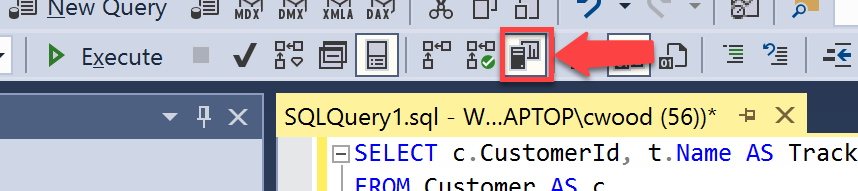 New Query
MDX DMX XMLA DAX
Execute
SQLQuery1.sql - W...APTOP\cwood (56))*
SELECT c.CustomerId, t.Name AS Track
FROM Customer AS c